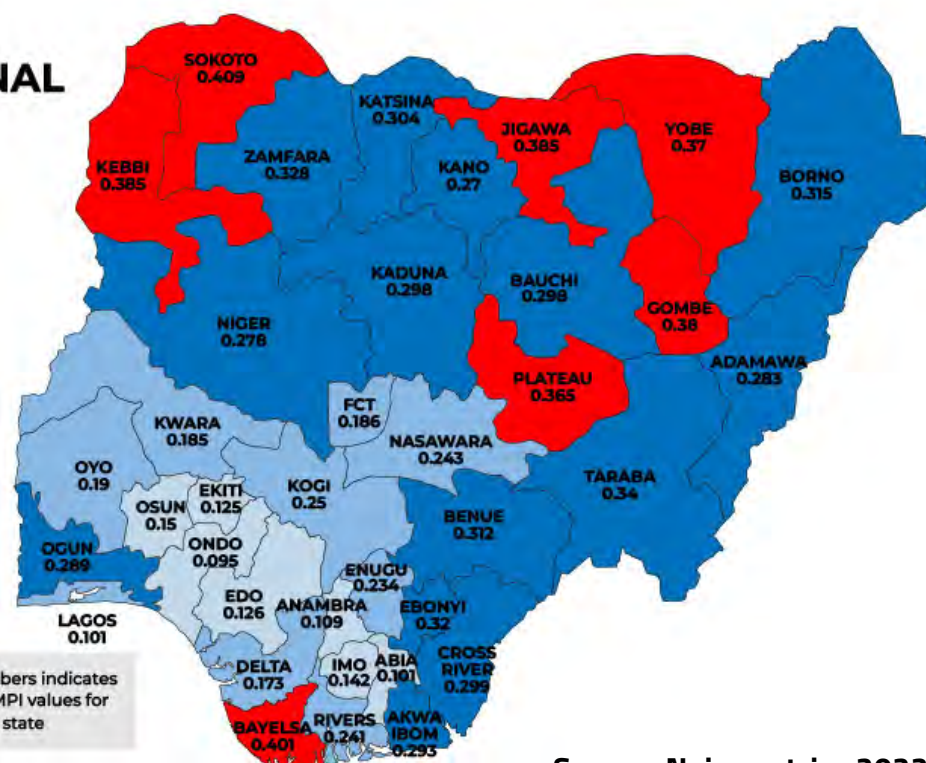 NAL
SOKOTO
0.409
KATSINA
0.304
JIGAWA
0.385
YOBE
0.37
KEBBI
0.385
ZAMFARA
0.328
KANO
0.27
BORNO
0.315
KADUNA
0.298
BAUCHI
0.298
GOMBE
0.38
NIGER
0.278
ADAMAWA
0.283
PLATEAU
0.365
FCT
0.186
KWARA
0.185
NASAWARA
0.243
OYO
0.19
KOGI
0.25
TARABA
0.34
EKITI
0.125
OSUN
0.15
BENUE
0.312
OGUN
0.289
ONDO
0.095
ENUGU
0.234
EDO
0.126
ANAMBRA
0.109
EBONYI
0.32
LAGOS
0.101
DELTA
0.173
IMO
0.142
ABIA
0.101
CROSS
RIVER
0.299
bers indicates
MPI values for
state
BAYELSA
0.401
RIVERS
0.241
AKWA
IBOM
0.293